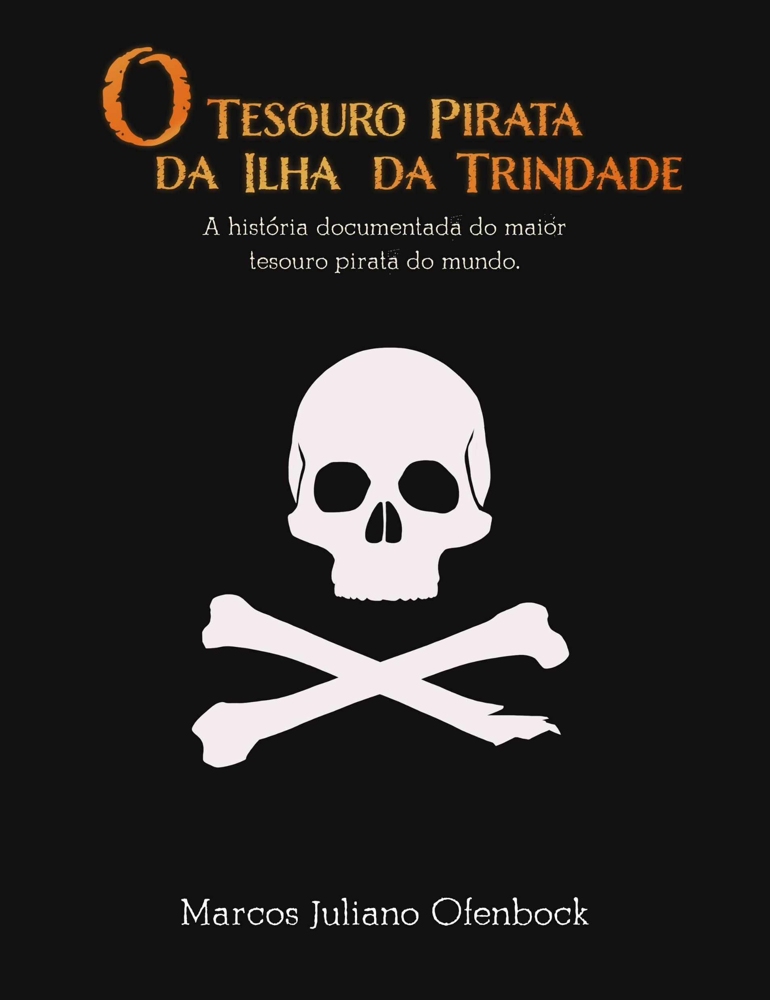 O Tesouro Pirata
da Ilha da Trindade
A história documentada do maior
tesouro pirata do mundo.
Marcos Juliano Ofenbock